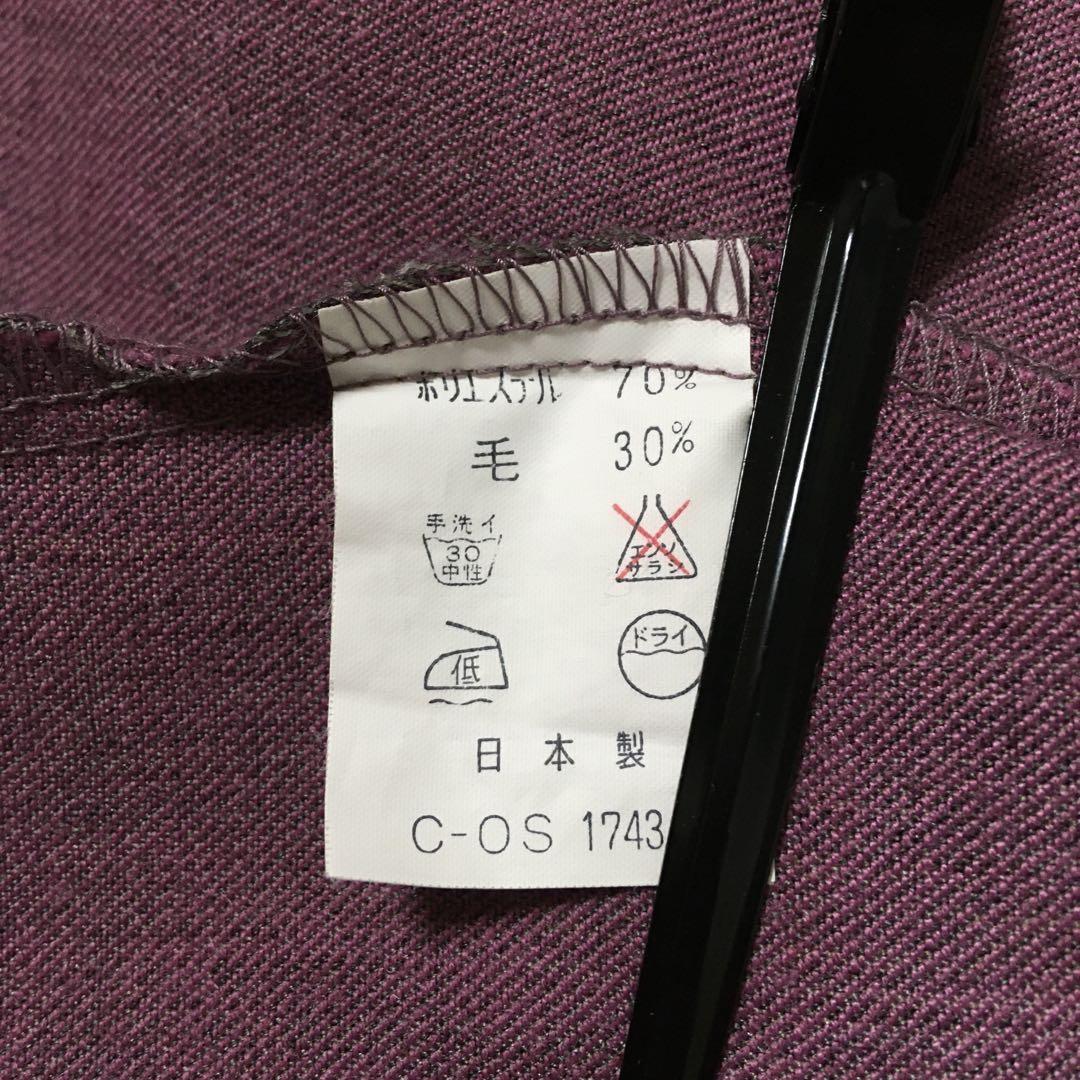 ポリエステル 70%
毛 30%
手洗イ
30
中性
エンソ
サラシ
低
ドライ
日本製
C-OS 1743